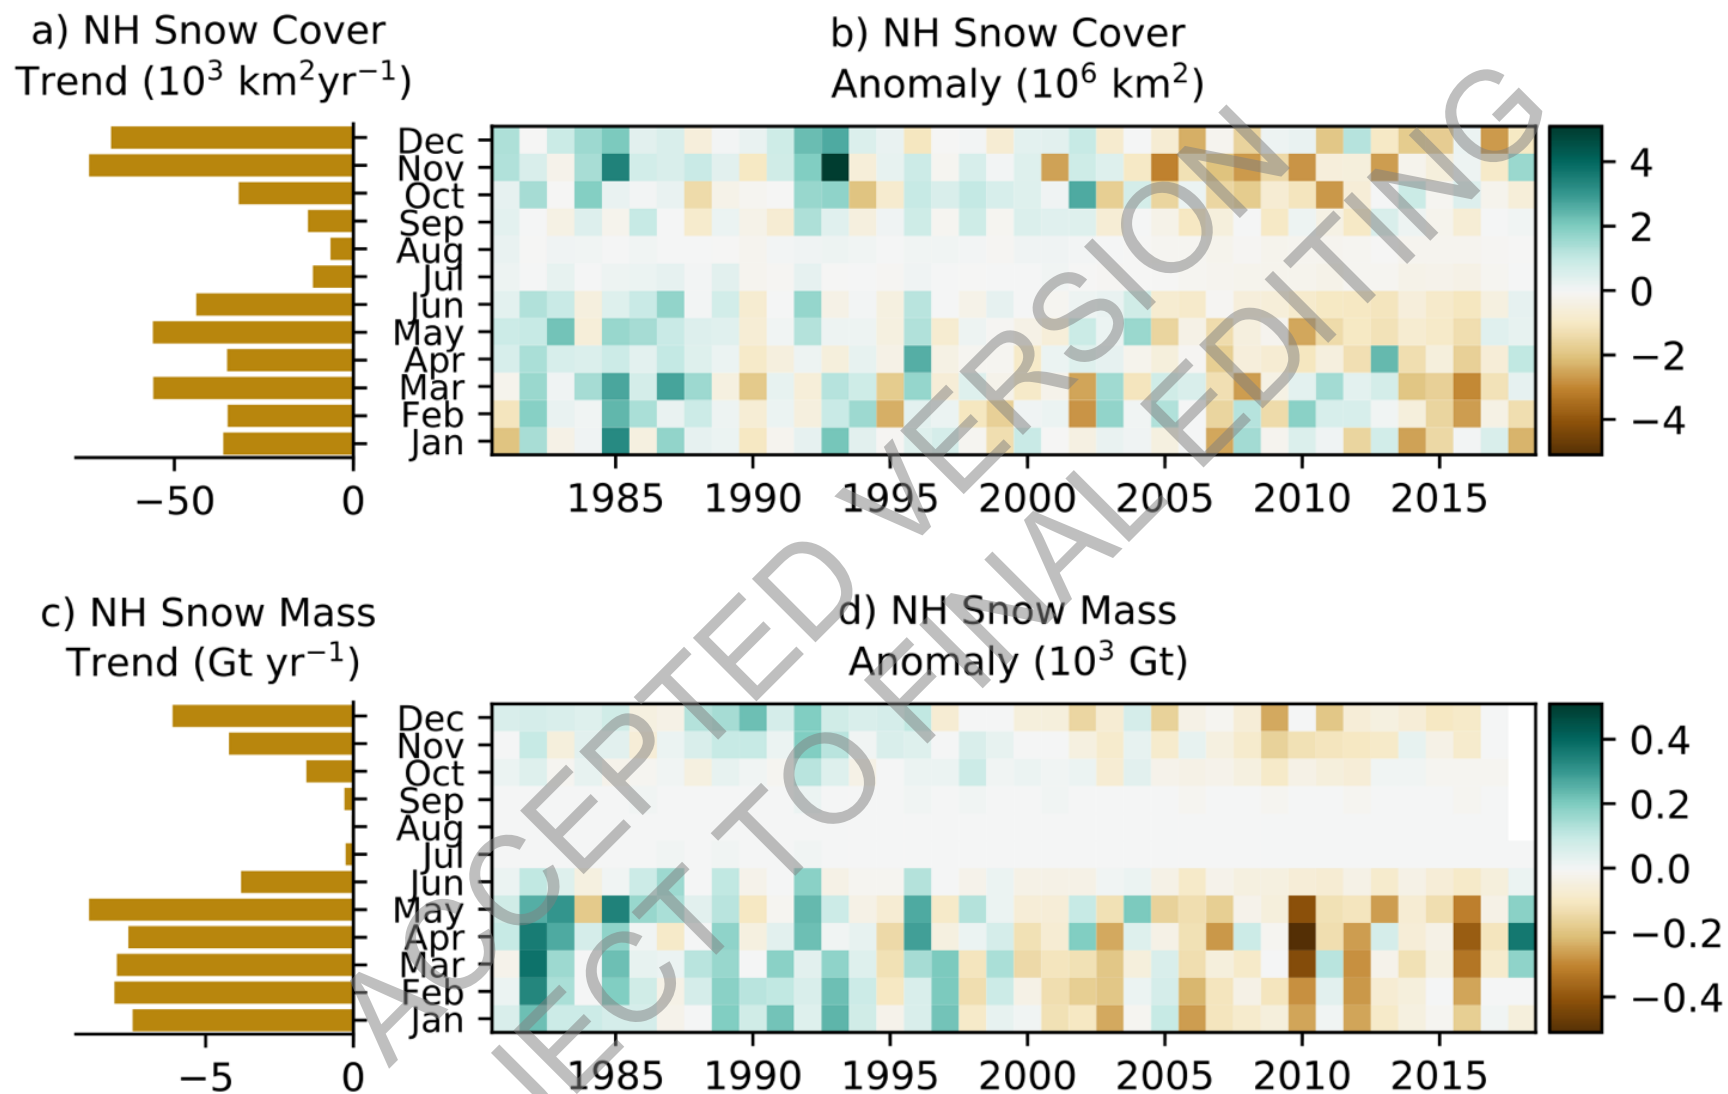 a) NH Snow Cover
Trend (10³ km²yr⁻¹)
b) NH Snow Cover
Anomaly (10⁶ km²)
Dec
Nov
Oct
Sep
Aug
Jul
Jun
May
Apr
Mar
Feb
Jan
−50 0
1985 1990 1995 2000 2005 2010 2015
4
2
0
−2
−4
c) NH Snow Mass
Trend (Gt yr⁻¹)
d) NH Snow Mass
Anomaly (10³ Gt)
Dec
Nov
Oct
Sep
Aug
Jul
Jun
May
Apr
Mar
Feb
Jan
−5 0
1985 1990 1995 2000 2005 2010 2015
0.4
0.2
0.0
−0.2
−0.4
ACCEPTED VERSION
JECT TO FINAL EDITING